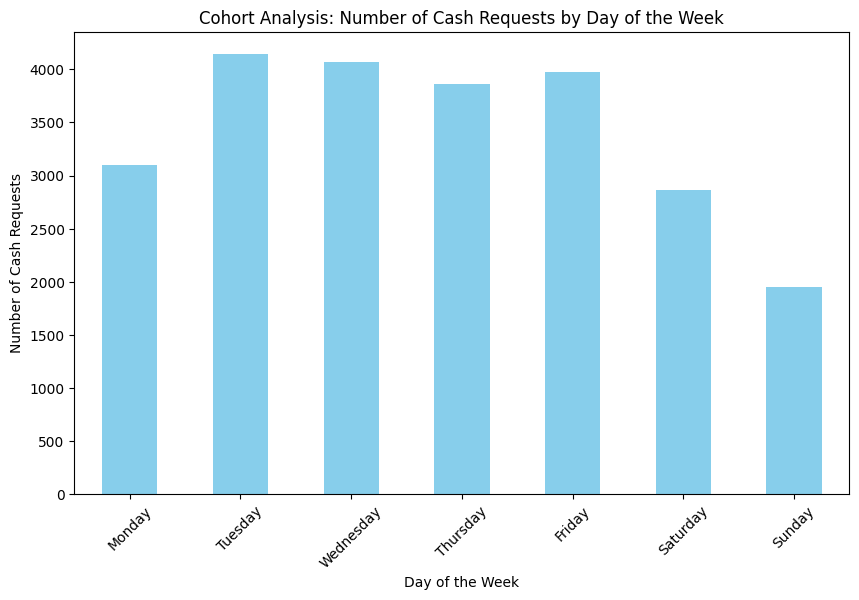 Cohort Analysis: Number of Cash Requests by Day of the Week
Number of Cash Requests
4000
3500
3000
2500
2000
1500
1000
500
0
Monday
Tuesday
Wednesday
Thursday
Friday
Saturday
Sunday
Day of the Week